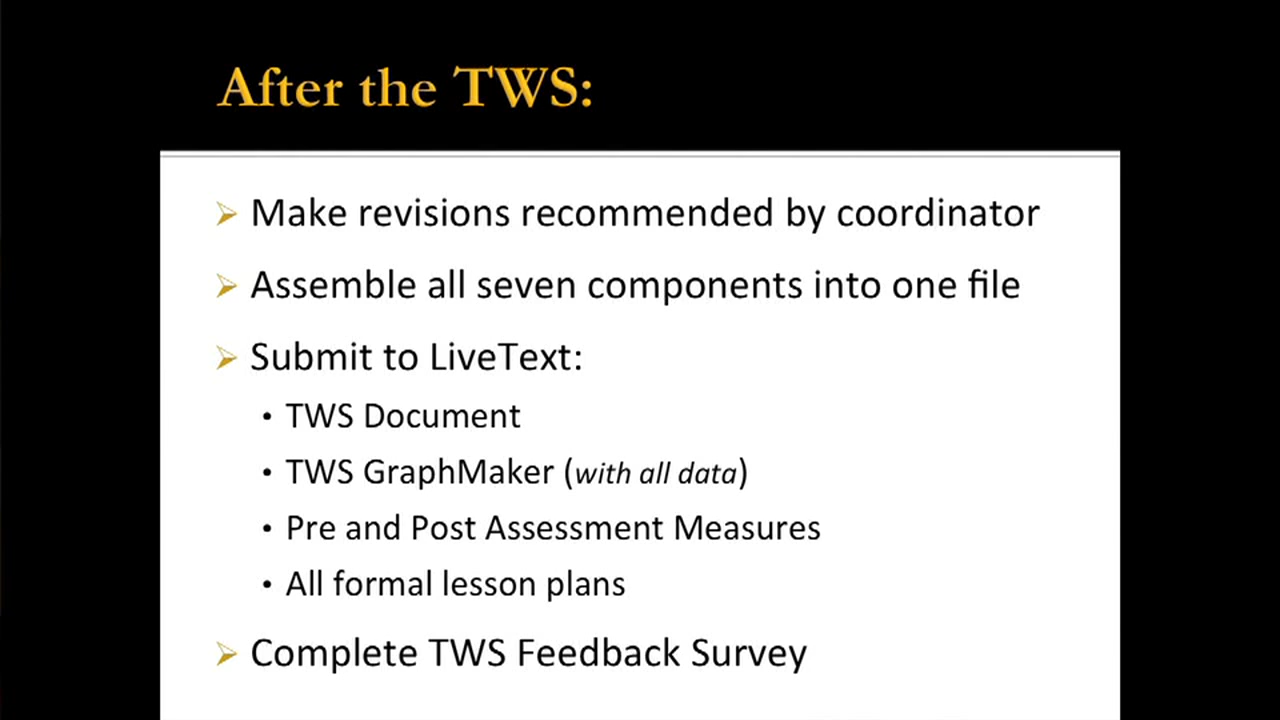 After the TWS:
➢ Make revisions recommended by coordinator
➢ Assemble all seven components into one file
➢ Submit to LiveText:
• TWS Document
• TWS GraphMaker (with all data)
• Pre and Post Assessment Measures
• All formal lesson plans
➢ Complete TWS Feedback Survey